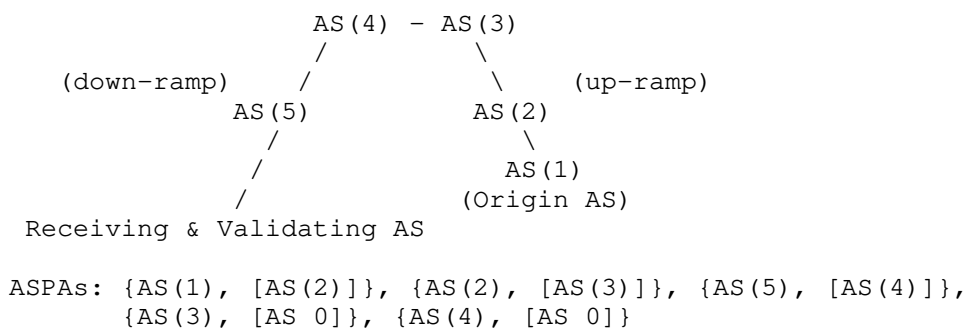 AS(4) - AS(3)
/ \
(down-ramp) / \ (up-ramp)
AS(5) AS(2)
/ \
/ AS(1)
/ (Origin AS)
Receiving & Validating AS
ASPAs: {AS(1), [AS(2)]}, {AS(2), [AS(3)]}, {AS(5), [AS(4)]},
{AS(3), [AS 0]}, {AS(4), [AS 0]}